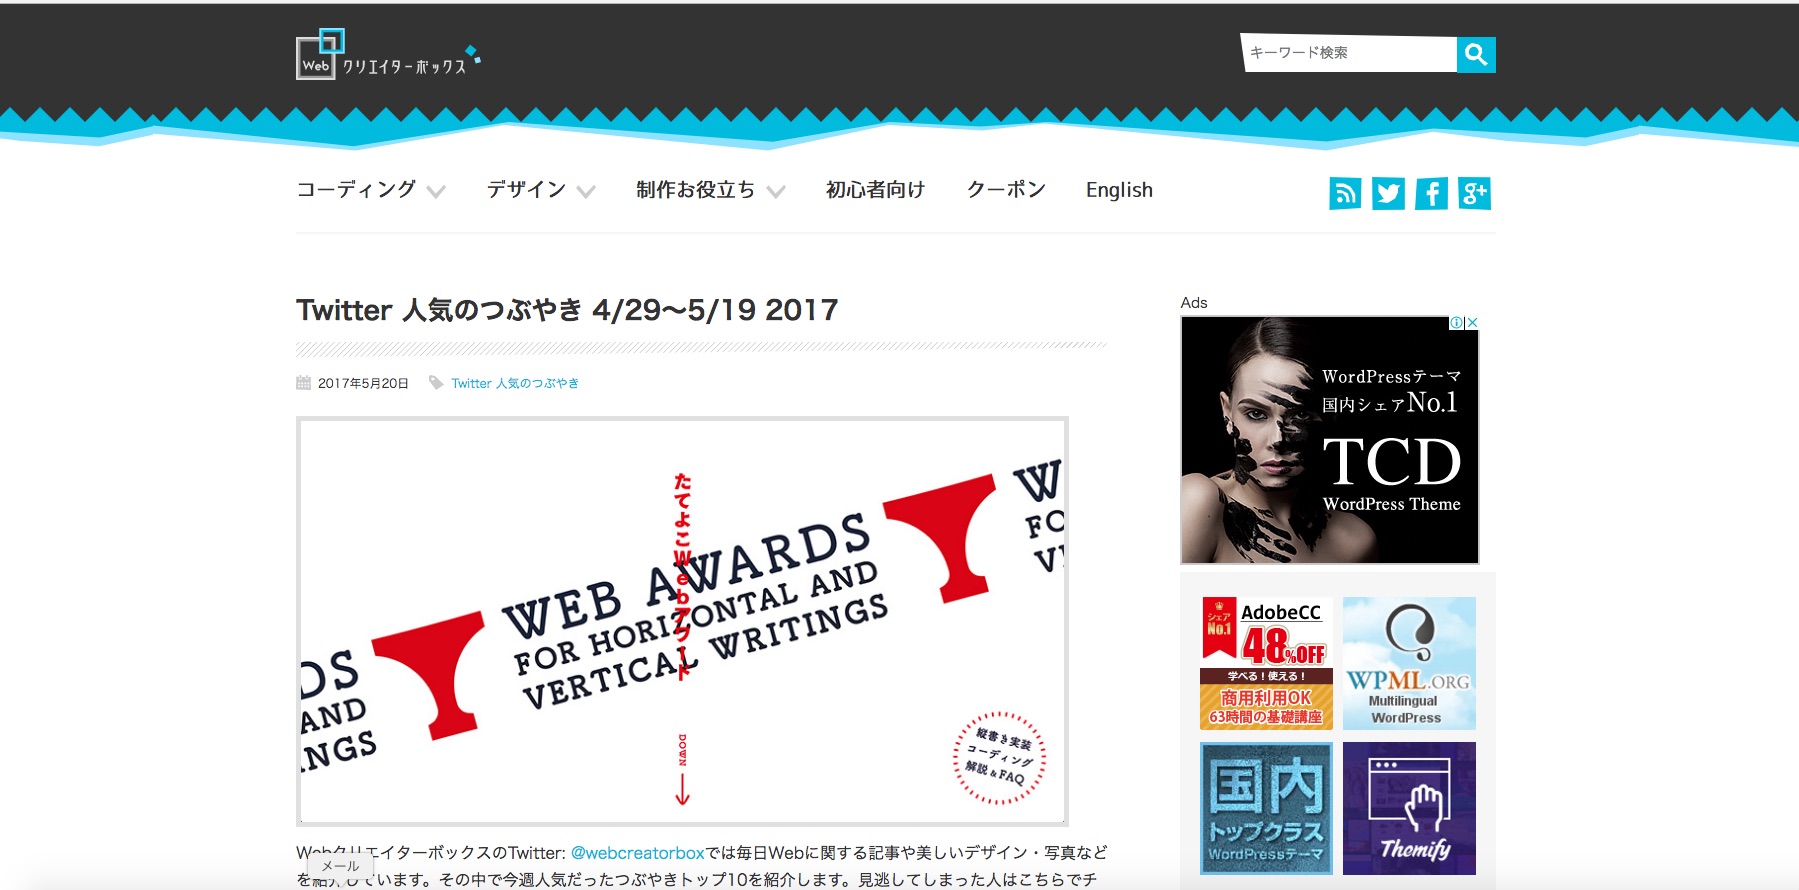 Web クリエイターボックス
キーワード検索
コーディング
デザイン
制作お役立ち
初心者向け
クーポン
English
Twitter 人気のつぶやき 4/29〜5/19 2017
2017年5月20日
Twitter 人気のつぶやき
たてよこWebアワード
WEB AWARDS
FOR HORIZONTAL AND
VERTICAL WRITINGS
DS
AND
INGS
W
FO
V
DOWN
縦書き実装
コーディング
解説&FAQ
WebクリエイターボックスのTwitter: @webcreatorboxでは毎日Webに関する記事や美しいデザイン・写真など
を紹介しています。その中で今週人気だったつぶやきトップ10を紹介します。見逃してしまった人はこちらでチ
メール
Ads
WordPressテーマ
国内シェアNo.1
TCD
WordPress Theme
シェア
No.1
AdobeCC
48%OFF
学べる！使える！
商用利用OK
63時間の基礎講座
WPML.ORG
Multilingual
WordPress
国内
トップクラス
WordPressテーマ
Themify